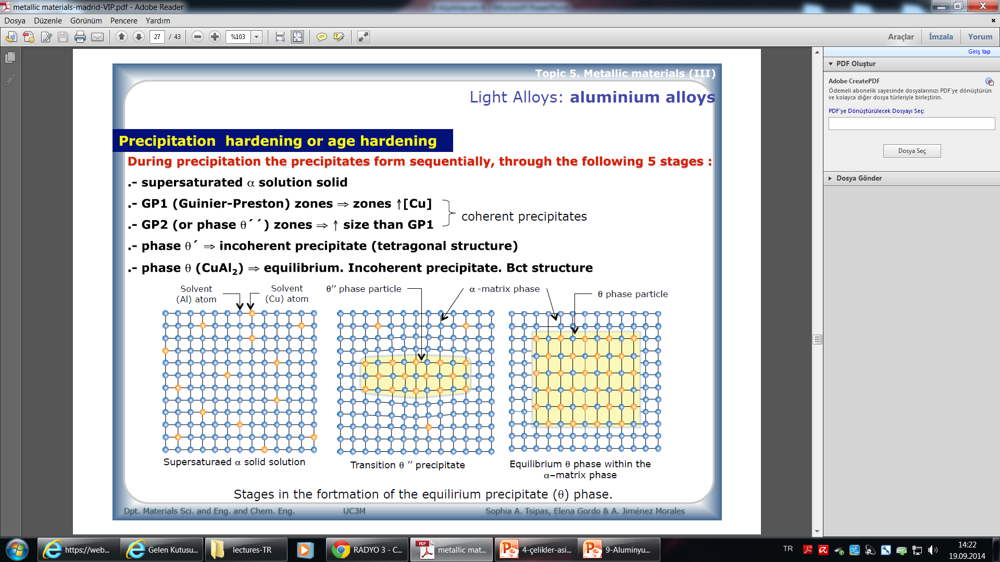 metallic materials-madrid-VIP.pdf - Adobe Reader
Dosya Düzenle Görünüm Pencere Yardım
27 / 43 %103 Araçlar İmzala Yorum
Giriş Yap
PDF Oluştur
Adobe CreatePDF
Ödemeli abonelik sayesinde dosyalarınızı PDF'ye dönüştürün
ve kolayca diğer dosya türleriyle birleştirin.
PDF'ye Dönüştürülecek Dosyayı Seç:
Dosya Seç
Dosya Gönder
Topic 5. Metallic materials (III)
Light Alloys: aluminium alloys
Precipitation hardening or age hardening
During precipitation the precipitates form sequentially, through the following 5 stages :
.- supersaturated α solution solid
.- GP1 (Guinier-Preston) zones ⇒ zones ↑[Cu]
.- GP2 (or phase θ´´) zones ⇒ ↑ size than GP1
coherent precipitates
.- phase θ´ ⇒ incoherent precipitate (tetragonal structure)
.- phase θ (CuAl2) ⇒ equilibrium. Incoherent precipitate. Bct structure
Solvent
(Al) atom
Solvent
(Cu) atom
θ″ phase particle
α -matrix phase
θ phase particle
Supersaturaed α solid solution
Transition θ ″ precipitate
Equilibrium θ phase within the
α–matrix phase
Stages in the fortmation of the equilirium precipitate (θ) phase.
Dpt. Materials Sci. and Eng. and Chem. Eng. UC3M Sophia A. Tsipas, Elena Gordo & A. Jiménez Morales
https://web... Gelen Kutusu... lectures-TR RADYO 3 - C... metallic mat... 4-çelikler-asi... 9-Aluminyu... TR 14:22
19.09.2014